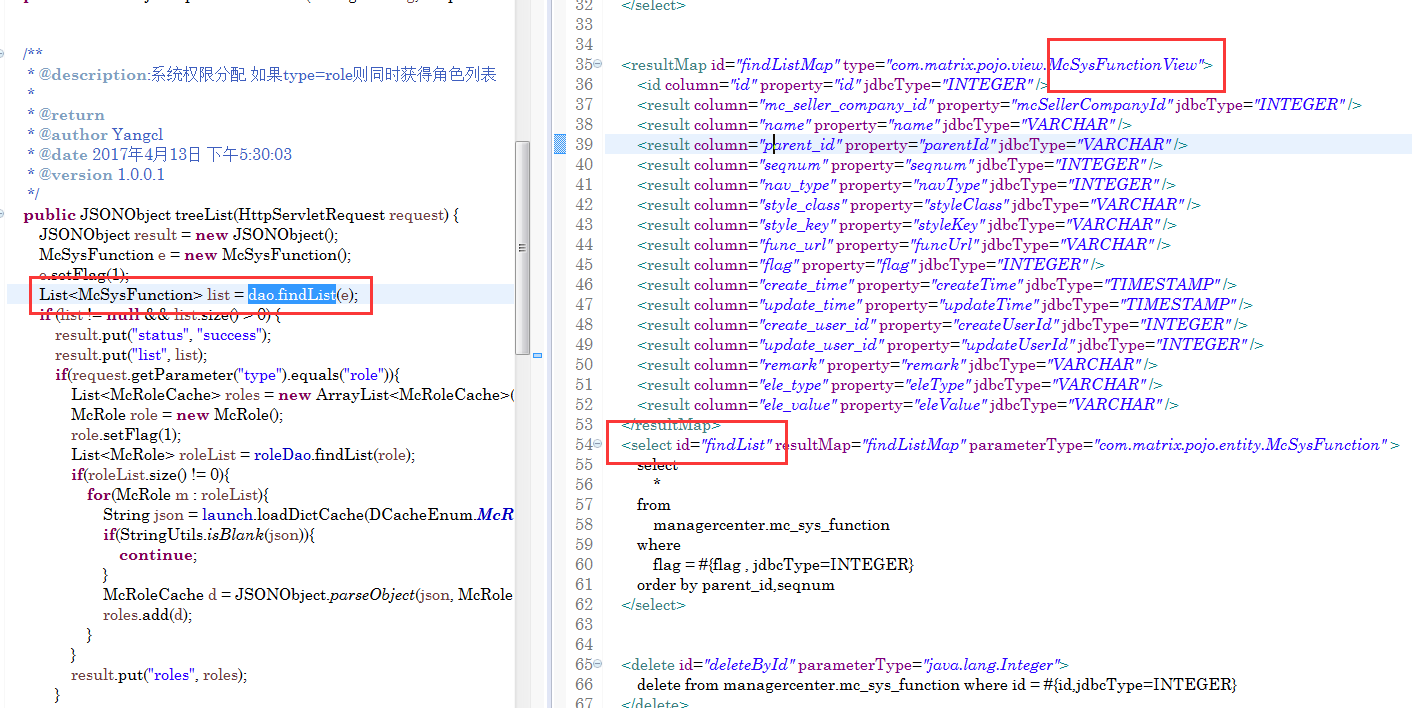 /**
 * @description:系统权限分配 如果type=role则同时获得角色列表
 *
 * @return
 * @author Yangcl
 * @date 2017年4月13日 下午5:30:03
 * @version 1.0.0.1
 */
public JSONObject treeList(HttpServletRequest request) {
JSONObject result = new JSONObject();
McSysFunction e = new McSysFunction();
e.setFlag(1);
List<McSysFunction> list = dao.findList(e);
if (list != null && list.size() > 0) {
result.put("status", "success");
result.put("list", list);
if(request.getParameter("type").equals("role")){
List<McRoleCache> roles = new ArrayList<McRoleCache>(
McRole role = new McRole();
role.setFlag(1);
List<McRole> roleList = roleDao.findList(role);
if(roleList.size() != 0){
for(McRole m : roleList){
String json = launch.loadDictCache(DCacheEnum.McR
if(StringUtils.isBlank(json)){
continue;
}
McRoleCache d = JSONObject.parseObject(json, McRole
roles.add(d);
}
}
result.put("roles", roles);
}
32 </select>
33
34
35 <resultMap id="findListMap" type="com.matrix.pojo.view.McSysFunctionView">
36 <id column="id" property="id" jdbcType="INTEGER" />
37 <result column="mc_seller_company_id" property="mcSellerCompanyId" jdbcType="INTEGER" />
38 <result column="name" property="name" jdbcType="VARCHAR" />
39 <result column="parent_id" property="parentId" jdbcType="VARCHAR" />
40 <result column="seqnum" property="seqnum" jdbcType="INTEGER" />
41 <result column="nav_type" property="navType" jdbcType="INTEGER" />
42 <result column="style_class" property="styleClass" jdbcType="VARCHAR" />
43 <result column="style_key" property="styleKey" jdbcType="VARCHAR" />
44 <result column="func_url" property="funcUrl" jdbcType="VARCHAR" />
45 <result column="flag" property="flag" jdbcType="INTEGER" />
46 <result column="create_time" property="createTime" jdbcType="TIMESTAMP" />
47 <result column="update_time" property="updateTime" jdbcType="TIMESTAMP" />
48 <result column="create_user_id" property="createUserId" jdbcType="INTEGER" />
49 <result column="update_user_id" property="updateUserId" jdbcType="INTEGER" />
50 <result column="remark" property="remark" jdbcType="VARCHAR" />
51 <result column="ele_type" property="eleType" jdbcType="VARCHAR" />
52 <result column="ele_value" property="eleValue" jdbcType="VARCHAR" />
53 </resultMap>
54 <select id="findList" resultMap="findListMap" parameterType="com.matrix.pojo.entity.McSysFunction" >
55 select
56 *
57 from
58 managercenter.mc_sys_function
59 where
60 flag = #{flag , jdbcType=INTEGER}
61 order by parent_id,seqnum
62 </select>
63
64
65 <delete id="deleteById" parameterType="java.lang.Integer">
66 delete from managercenter.mc_sys_function where id = #{id,jdbcType=INTEGER}
67 </delete>